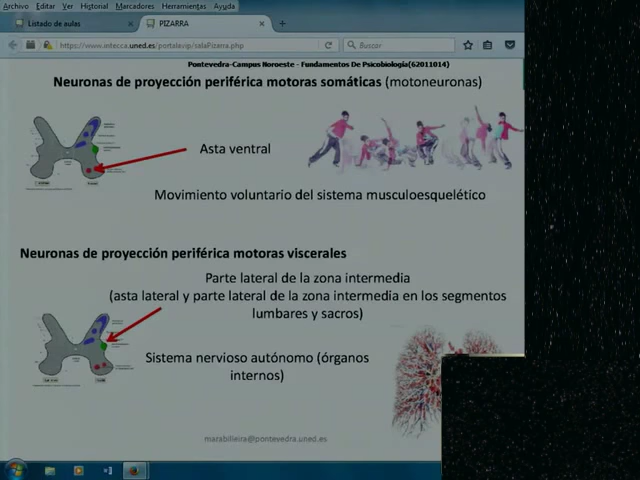 Archivo Editar Ver Historial Marcadores Herramientas Ayuda
Listado de aulas
PIZARRA
https://www.intecca.uned.es/portalavip/salaPizarra.php
Buscar
Pontevedra-Campus Noroeste - Fundamentos De Psicobiología(62011014)
Neuronas de proyección periférica motoras somáticas (motoneuronas)
Asta ventral
Movimiento voluntario del sistema musculoesquelético
Neuronas de proyección periférica motoras viscerales
Parte lateral de la zona intermedia
(asta lateral y parte lateral de la zona intermedia en los segmentos
lumbares y sacros)
Sistema nervioso autónomo (órganos
internos)
marabilleira@pontevedra.uned.es